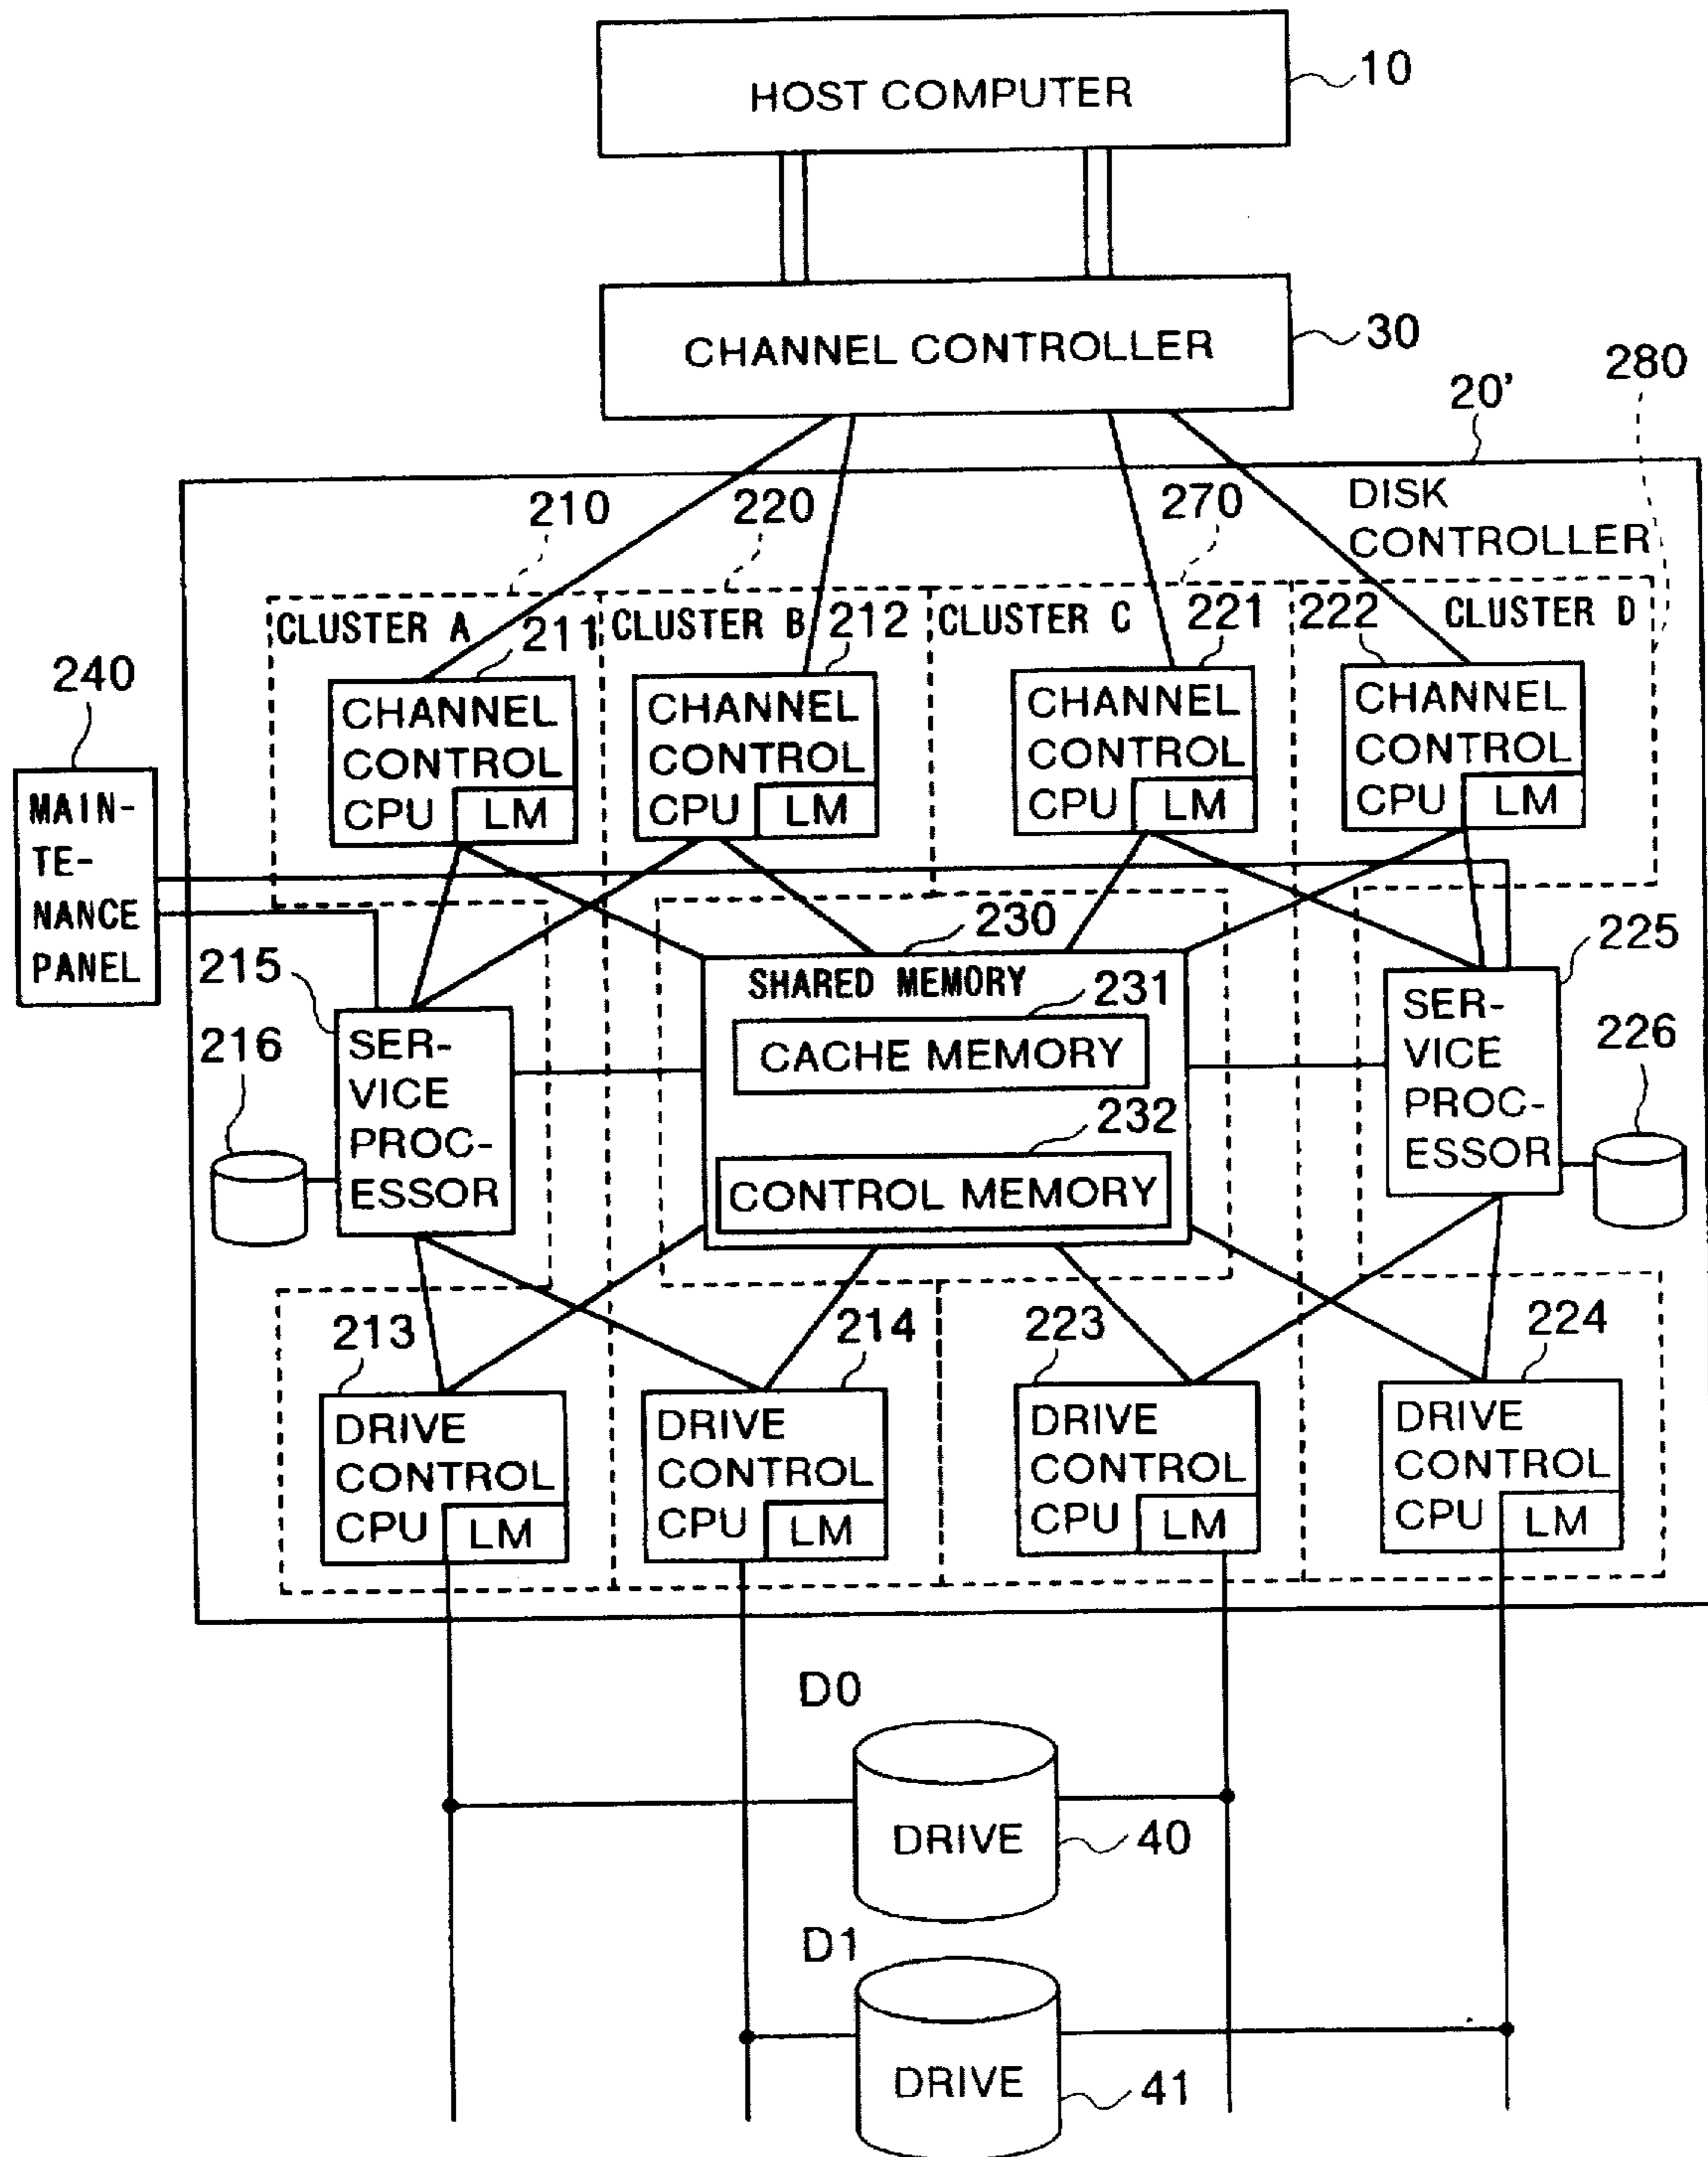 HOST COMPUTER
10
CHANNEL CONTROLLER
30
280
20'
DISK
CONTROLLER
210
220
270
CLUSTER A
211
CLUSTER B
212
CLUSTER C
221
222
CLUSTER D
240
MAIN-
TE-
NANCE
PANEL
CHANNEL
CONTROL
CPU
LM
CHANNEL
CONTROL
CPU
LM
CHANNEL
CONTROL
CPU
LM
CHANNEL
CONTROL
CPU
LM
215
SER-
VICE
PROC-
ESSOR
216
230
SHARED MEMORY
231
CACHE MEMORY
232
CONTROL MEMORY
225
SER-
VICE
PROC-
ESSOR
226
213
DRIVE
CONTROL
CPU
LM
214
DRIVE
CONTROL
CPU
LM
223
DRIVE
CONTROL
CPU
LM
224
DRIVE
CONTROL
CPU
LM
D0
DRIVE
40
D1
DRIVE
41